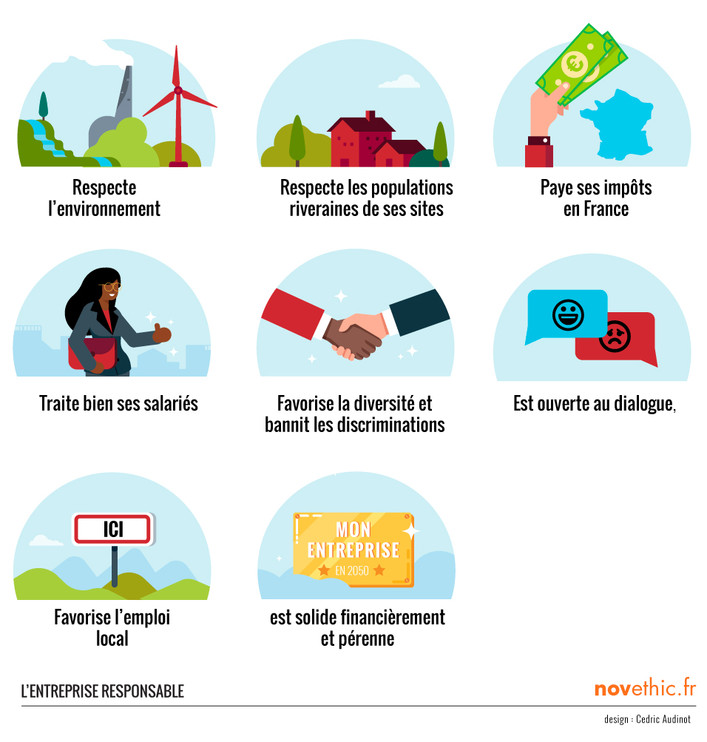 Respecte
l'environnement
Respecte les populations
riveraines de ses sites
Paye ses impôts
en France
Traite bien ses salariés
Favorise la diversité et
bannit les discriminations
Est ouverte au dialogue,
ICI
Favorise l'emploi
local
MON
ENTREPRISE
EN 2050
est solide financièrement
et pérenne
L'ENTREPRISE RESPONSABLE
novethic.fr
design : Cedric Audinot